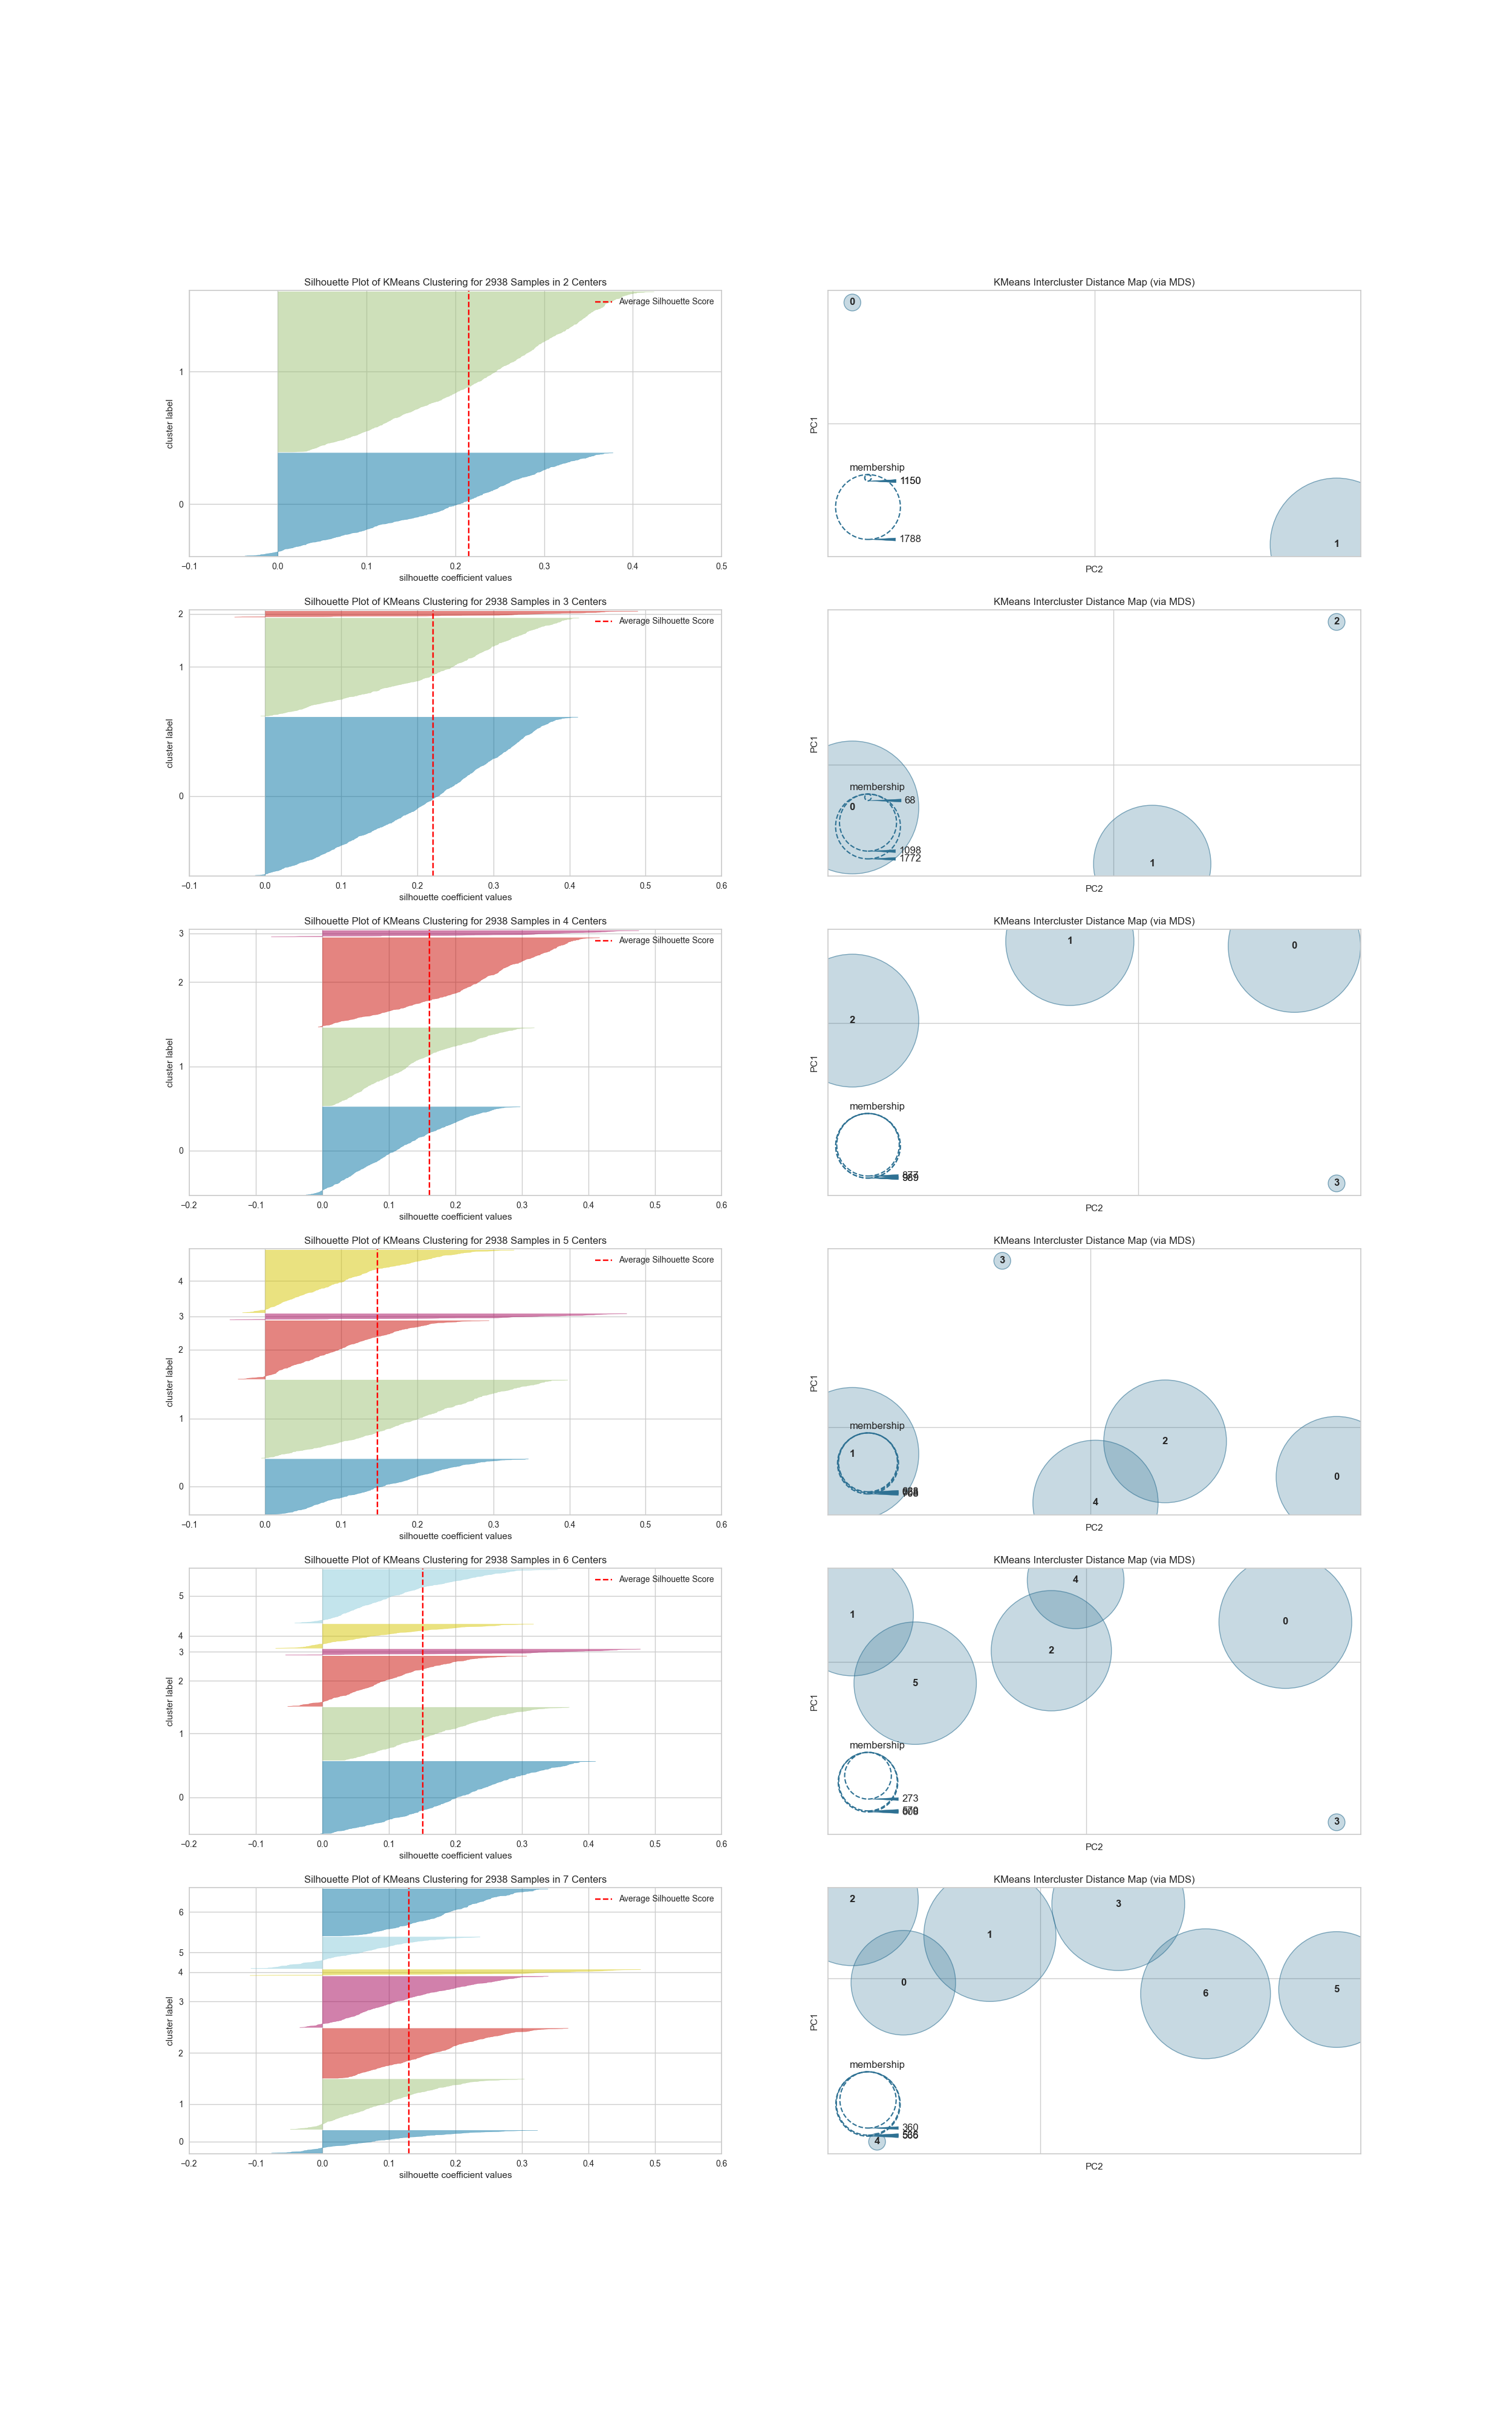 Silhouette Plot of KMeans Clustering for 2938 Samples in 2 Centers
Average Silhouette Score
cluster label
1
0
−0.1 0.0 0.1 0.2 0.3 0.4 0.5
silhouette coefficient values
KMeans Intercluster Distance Map (via MDS)
0
PC1
membership
1150
1788
1
PC2
Silhouette Plot of KMeans Clustering for 2938 Samples in 3 Centers
Average Silhouette Score
cluster label
2
1
0
−0.1 0.0 0.1 0.2 0.3 0.4 0.5 0.6
silhouette coefficient values
KMeans Intercluster Distance Map (via MDS)
2
PC1
membership
68
0
1098
1772
1
PC2
Silhouette Plot of KMeans Clustering for 2938 Samples in 4 Centers
Average Silhouette Score
cluster label
3
2
1
0
−0.2 −0.1 0.0 0.1 0.2 0.3 0.4 0.5 0.6
silhouette coefficient values
KMeans Intercluster Distance Map (via MDS)
1
0
2
PC1
membership
3
PC2
Silhouette Plot of KMeans Clustering for 2938 Samples in 5 Centers
Average Silhouette Score
cluster label
4
3
2
1
0
−0.1 0.0 0.1 0.2 0.3 0.4 0.5 0.6
silhouette coefficient values
KMeans Intercluster Distance Map (via MDS)
3
PC1
membership
2
1
0
4
PC2
Silhouette Plot of KMeans Clustering for 2938 Samples in 6 Centers
Average Silhouette Score
cluster label
5
4
3
2
1
0
−0.2 −0.1 0.0 0.1 0.2 0.3 0.4 0.5 0.6
silhouette coefficient values
KMeans Intercluster Distance Map (via MDS)
4
1
0
2
5
PC1
membership
273
3
PC2
Silhouette Plot of KMeans Clustering for 2938 Samples in 7 Centers
Average Silhouette Score
cluster label
6
5
4
3
2
1
0
−0.2 −0.1 0.0 0.1 0.2 0.3 0.4 0.5 0.6
silhouette coefficient values
KMeans Intercluster Distance Map (via MDS)
2
3
1
0
5
6
PC1
membership
360
4
PC2